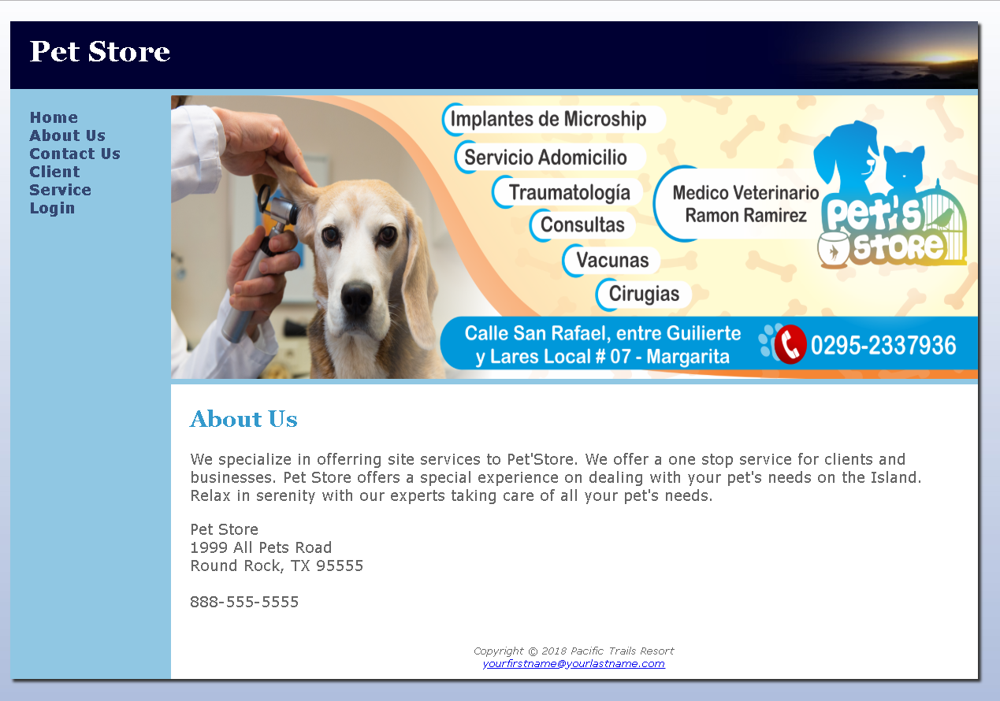 Pet Store
Home
About Us
Contact Us
Client
Service
Login
Implantes de Microship
Servicio Adomicilio
Traumatología
Consultas
Vacunas
Cirugias
Medico Veterinario
Ramon Ramirez
pet's
store
Calle San Rafael, entre Guilierte
y Lares Local # 07 - Margarita
0295-2337936
About Us
We specialize in oferring site services to Pet'Store. We offer a one stop service for clients and
businesses. Pet Store offers a special experience on dealing with your pet's needs on the Island.
Relax in serenity with our experts taking care of all your pet's needs.
Pet Store
1999 All Pets Road
Round Rock, TX 95555
888-555-5555
Copyright © 2018 Pacific Trails Resort
yourfirstname@yourlastname.com